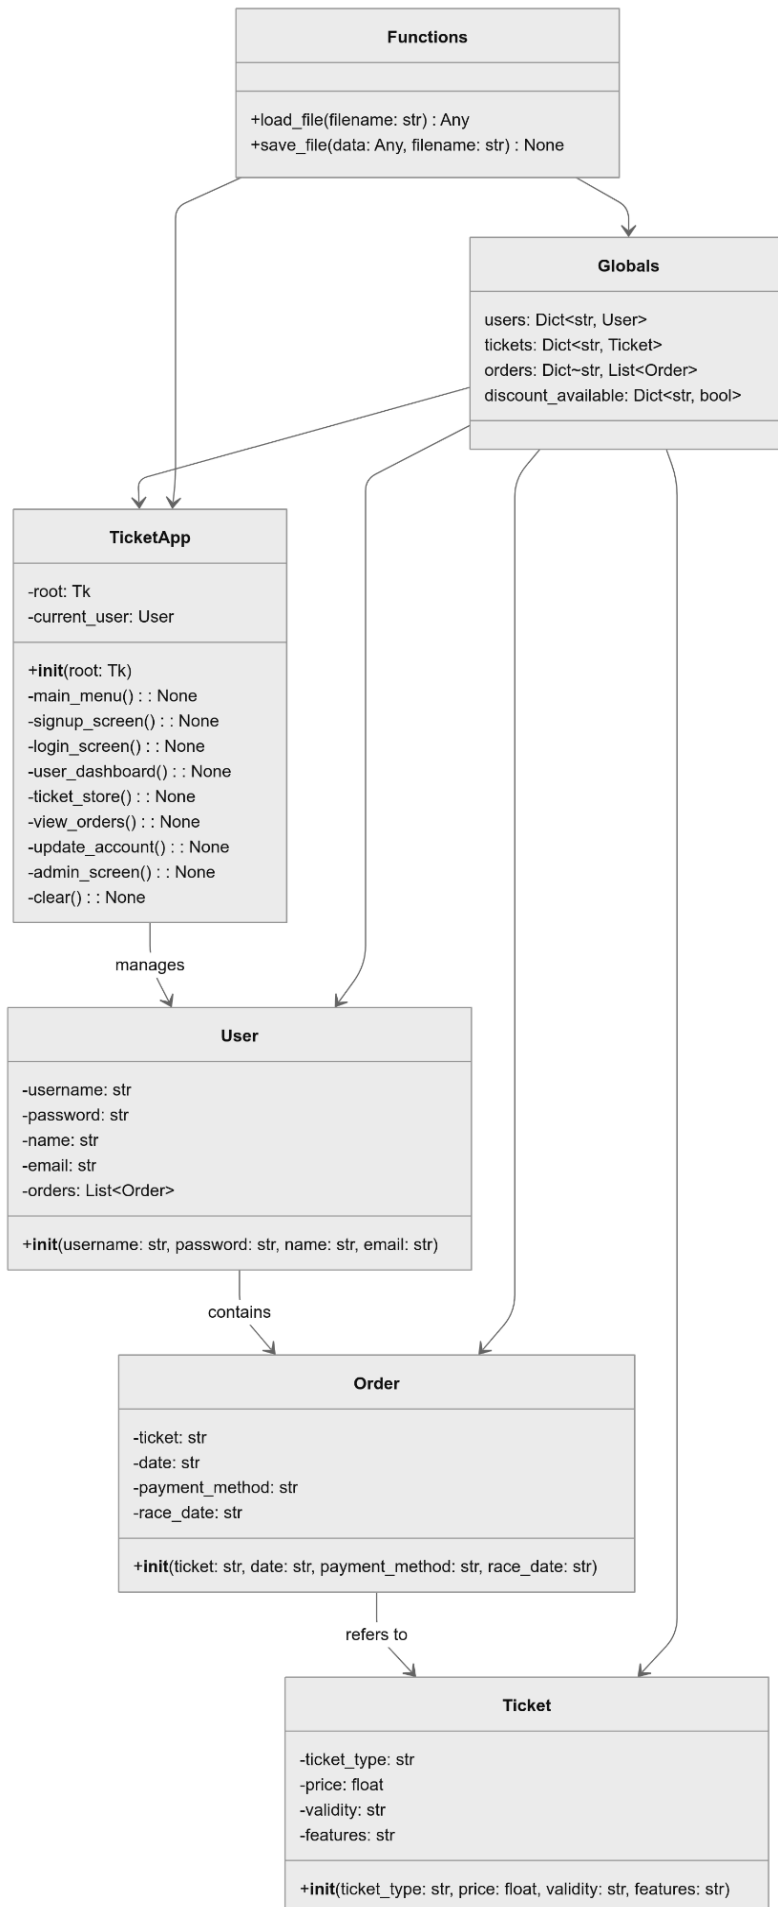 Functions
+load_file(filename: str) : Any
+save_file(data: Any, filename: str) : None
Globals
users: Dict<str, User>
tickets: Dict<str, Ticket>
orders: Dict~str, List<Order>
discount_available: Dict<str, bool>
TicketApp
-root: Tk
-current_user: User
+init(root: Tk)
-main_menu() : : None
-signup_screen() : : None
-login_screen() : : None
-user_dashboard() : : None
-ticket_store() : : None
-view_orders() : : None
-update_account() : : None
-admin_screen() : : None
-clear() : : None
manages
User
-username: str
-password: str
-name: str
-email: str
-orders: List<Order>
+init(username: str, password: str, name: str, email: str)
contains
Order
-ticket: str
-date: str
-payment_method: str
-race_date: str
+init(ticket: str, date: str, payment_method: str, race_date: str)
refers to
Ticket
-ticket_type: str
-price: float
-validity: str
-features: str
+init(ticket_type: str, price: float, validity: str, features: str)